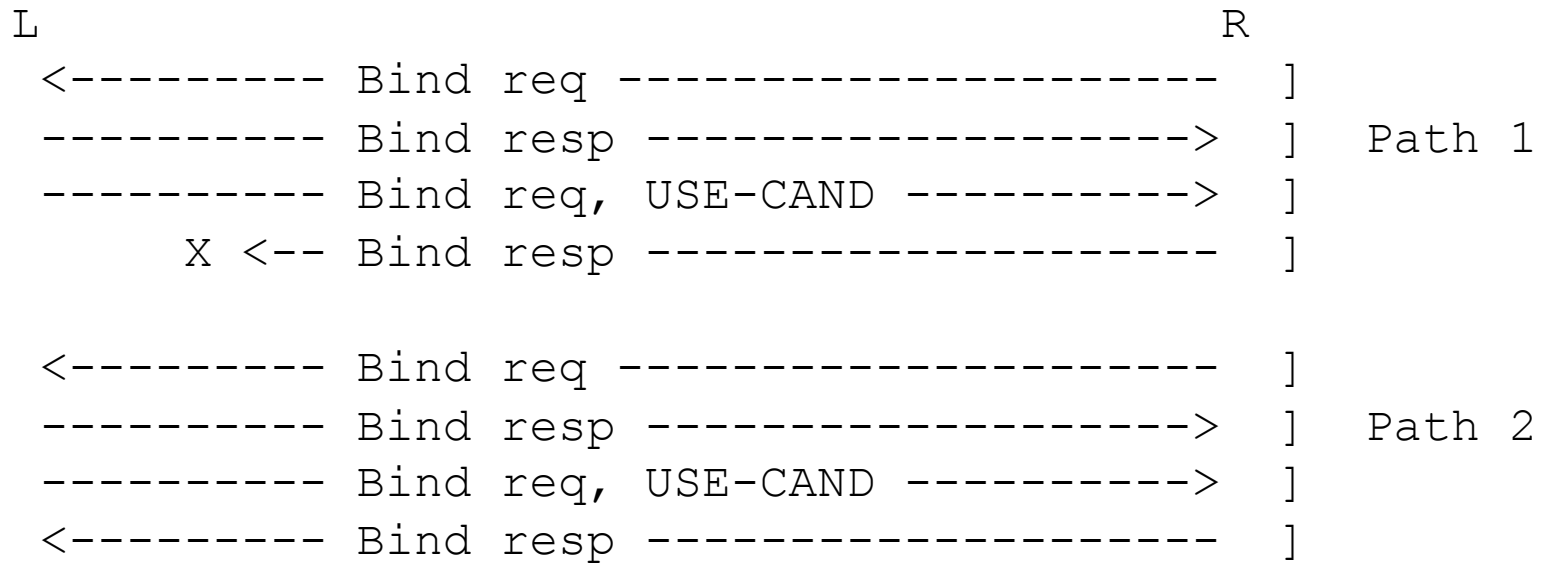 L R
<--------- Bind req --------------------- ]
---------- Bind resp -------------------> ] Path 1
---------- Bind req, USE-CAND ----------> ]
X <-- Bind resp -------------------- ]
<--------- Bind req --------------------- ]
---------- Bind resp -------------------> ] Path 2
---------- Bind req, USE-CAND ----------> ]
<--------- Bind resp -------------------- ]